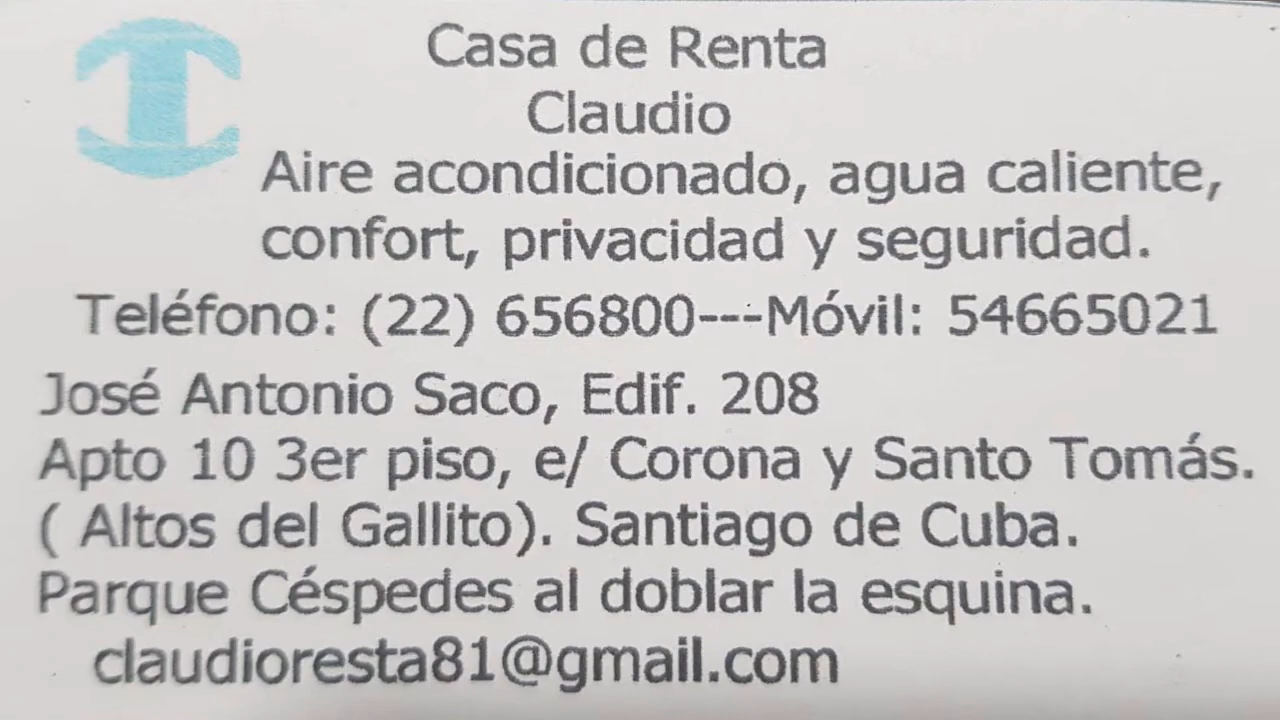 Casa de Renta
Claudio
Aire acondicionado, agua caliente,
confort, privacidad y seguridad.
Teléfono: (22) 656800---Móvil: 54665021
José Antonio Saco, Edif. 208
Apto 10 3er piso, e/ Corona y Santo Tomás.
( Altos del Gallito). Santiago de Cuba.
Parque Céspedes al doblar la esquina.
claudioresta81@gmail.com